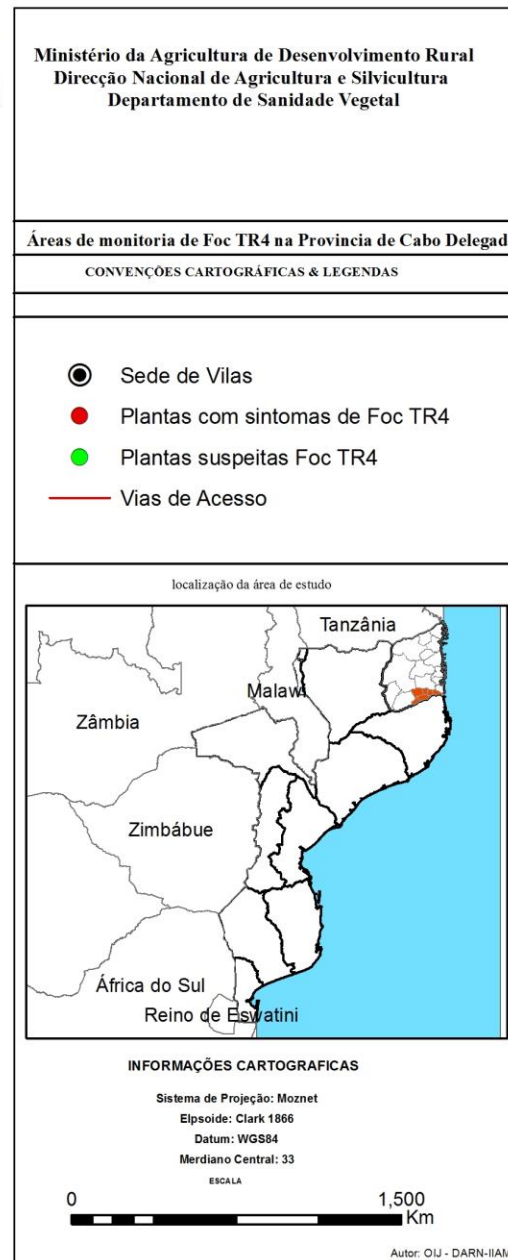 Ministério da Agricultura de Desenvolvimento Rural
Direcção Nacional de Agricultura e Silvicultura
Departamento de Sanidade Vegetal
Áreas de monitoria de Foc TR4 na Provincia de Cabo Delegad
CONVENÇÕES CARTOGRÁFICAS & LEGENDAS
Sede de Vilas
Plantas com sintomas de Foc TR4
Plantas suspeitas Foc TR4
Vias de Acesso
localização da área de estudo
Tanzânia
Malawi
Zâmbia
Zimbábue
África do Sul
Reino de Eswatini
INFORMAÇÕES CARTOGRAFICAS
Sistema de Projeção: Moznet
Elpsoide: Clark 1866
Datum: WGS84
Merdiano Central: 33
ESCALA
0 1,500
Km
Autor: OIJ - DARN-IIAM